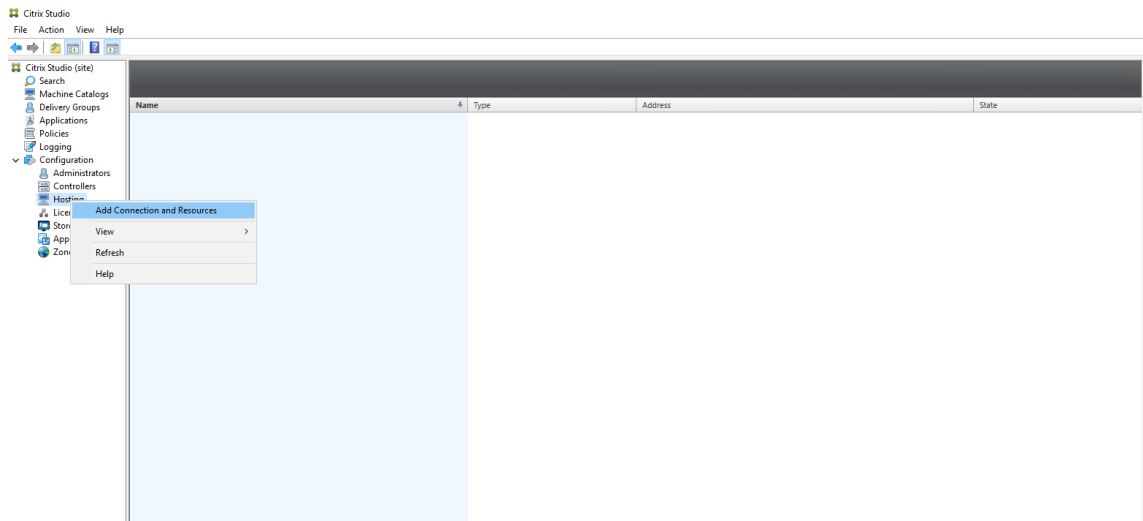 Citrix Studio
File Action View Help
Citrix Studio (site)
Search
Machine Catalogs
Delivery Groups
Applications
Policies
Logging
Configuration
Administrators
Controllers
Hosting
Name Type Address State
Add Connection and Resources
View
Refresh
Help